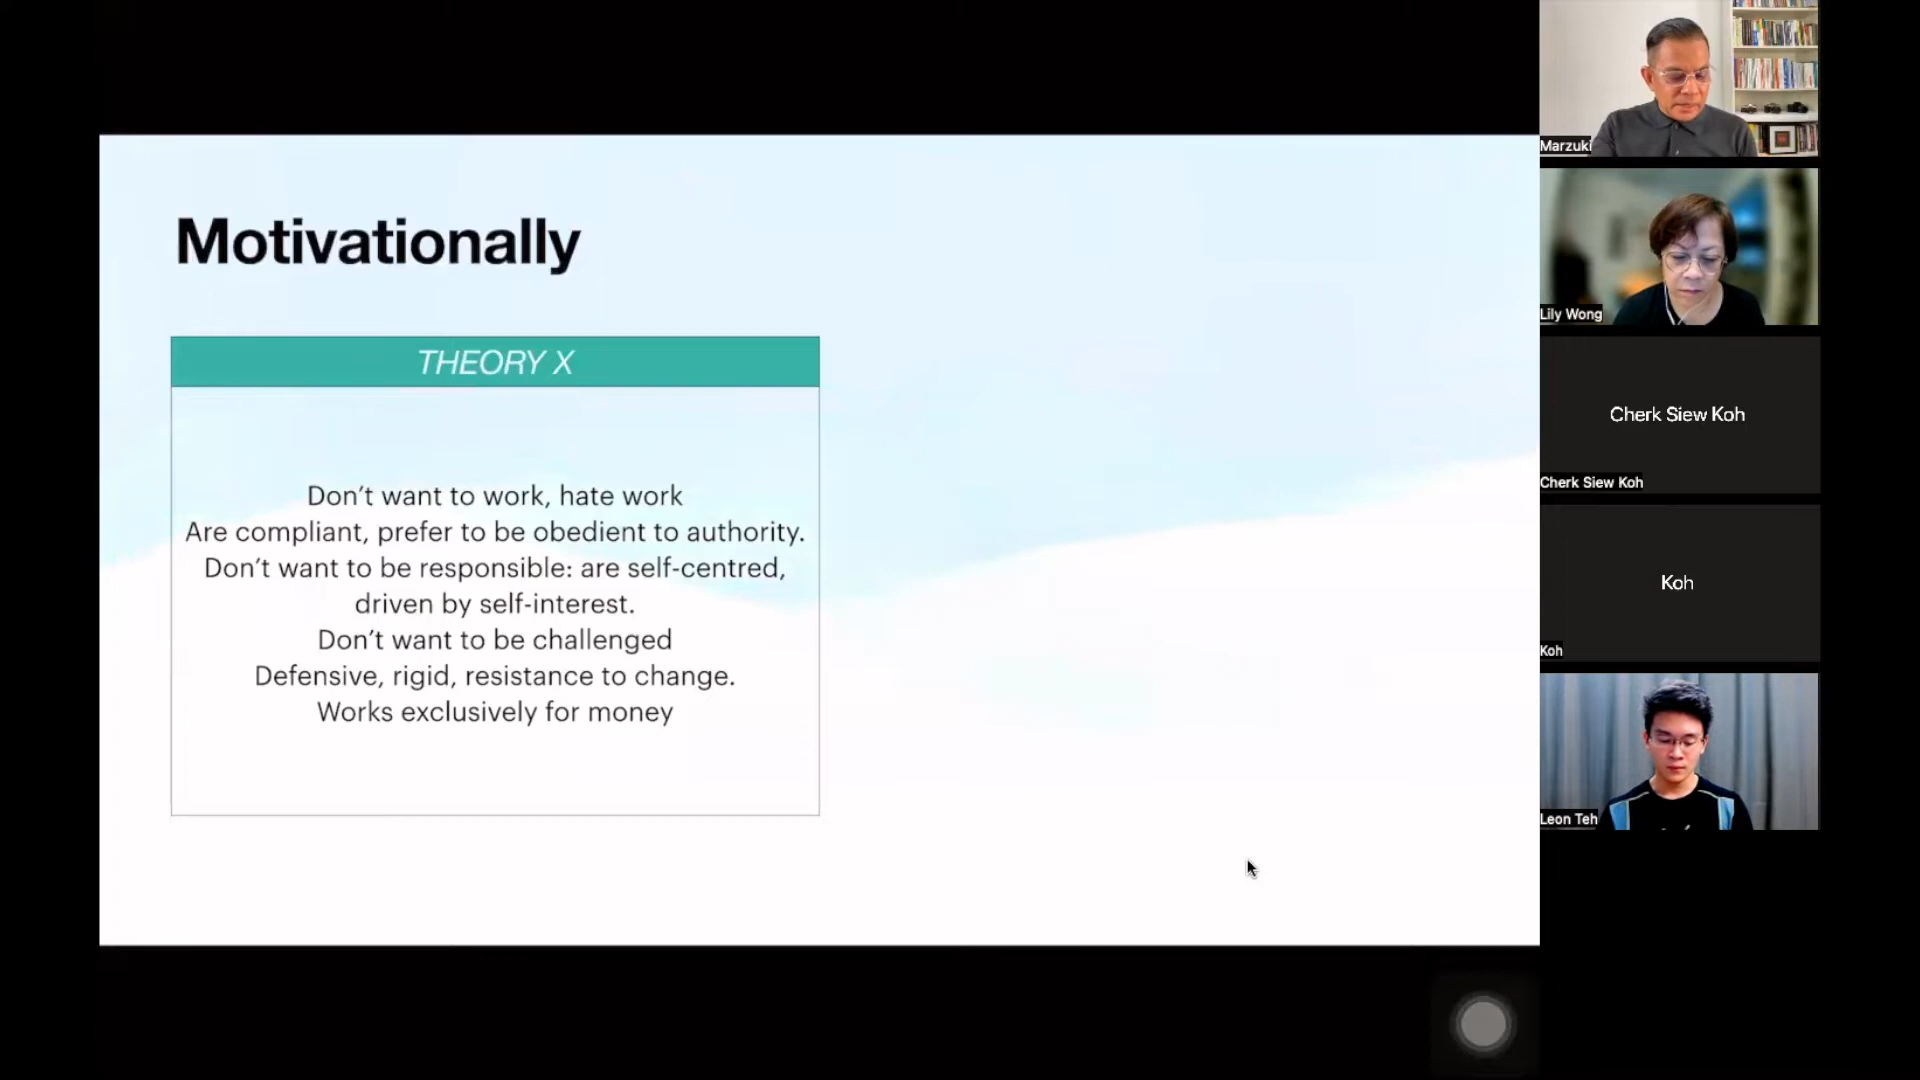 Motivationally
THEORY X
Don't want to work, hate work
Are compliant, prefer to be obedient to authority.
Don't want to be responsible: are self-centred,
driven by self-interest.
Don't want to be challenged
Defensive, rigid, resistance to change.
Works exclusively for money
Marzuki
Lily Wong
Cherk Siew Koh
Cherk Siew Koh
Koh
Koh
Leon Teh